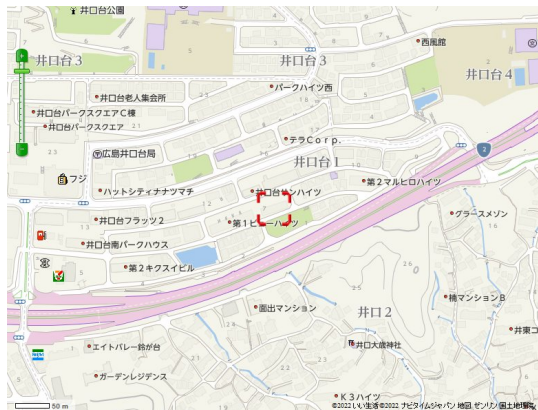 井口台公園
西風館
井口台3
井口台3
井口台4
パークハイツ西
井口台老人集会所
井口台パークスクエアC棟
井口台パークスクエア
テラCorp.
広島井口台局
井口台1
2
フジ
ハットシティナナツマチ
井口台サンハイツ
第2マルヒロハイツ
井口台フラッツ2
第1ビューハイツ
グラースメゾン
井口台南パークハウス
第2キクスイビル
面出マンション
井口2
楠マンションB
エイトバレー鈴が台
井口大歳神社
井東コ
ガーデンレジデンス
K3ハイツ
50 m
©2022 いい生活 ©2022 ナビタイムジャパン 地図 ゼンリン 国土地理院